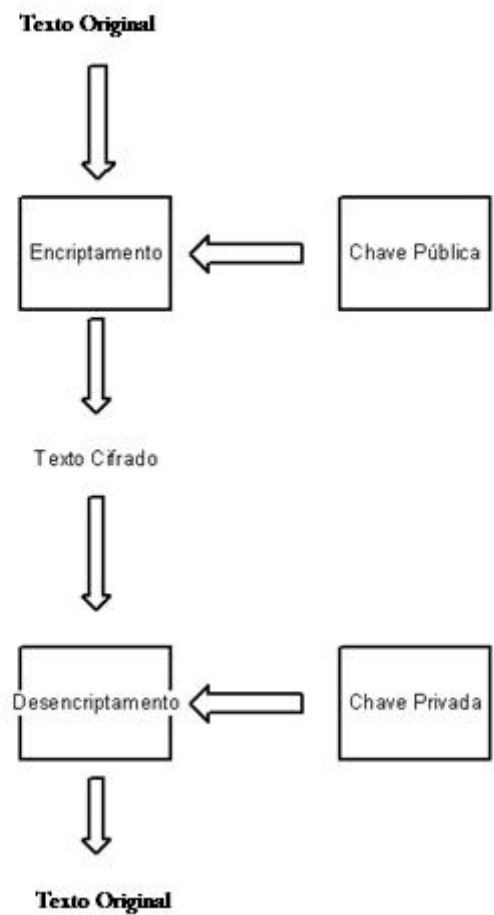 Texto Original
Encriptamento
Chave Pública
Texto Cifrado
Desencriptamento
Chave Privada
Texto Original